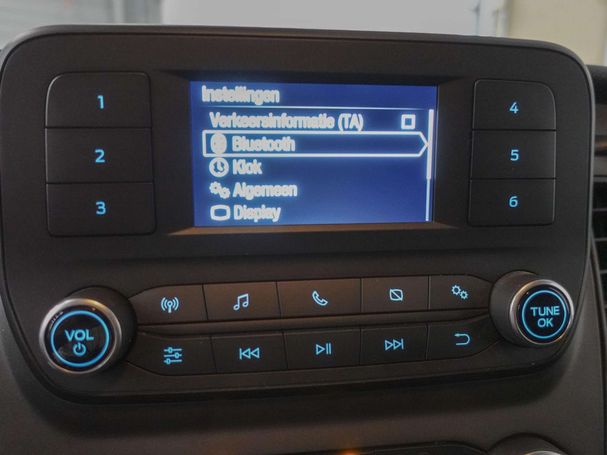 Instellingen
Verkeersinformatie (TA)
Bluetooth
Klok
Algemeen
Display
1
2
3
4
5
6
VOL
TUNE
OK